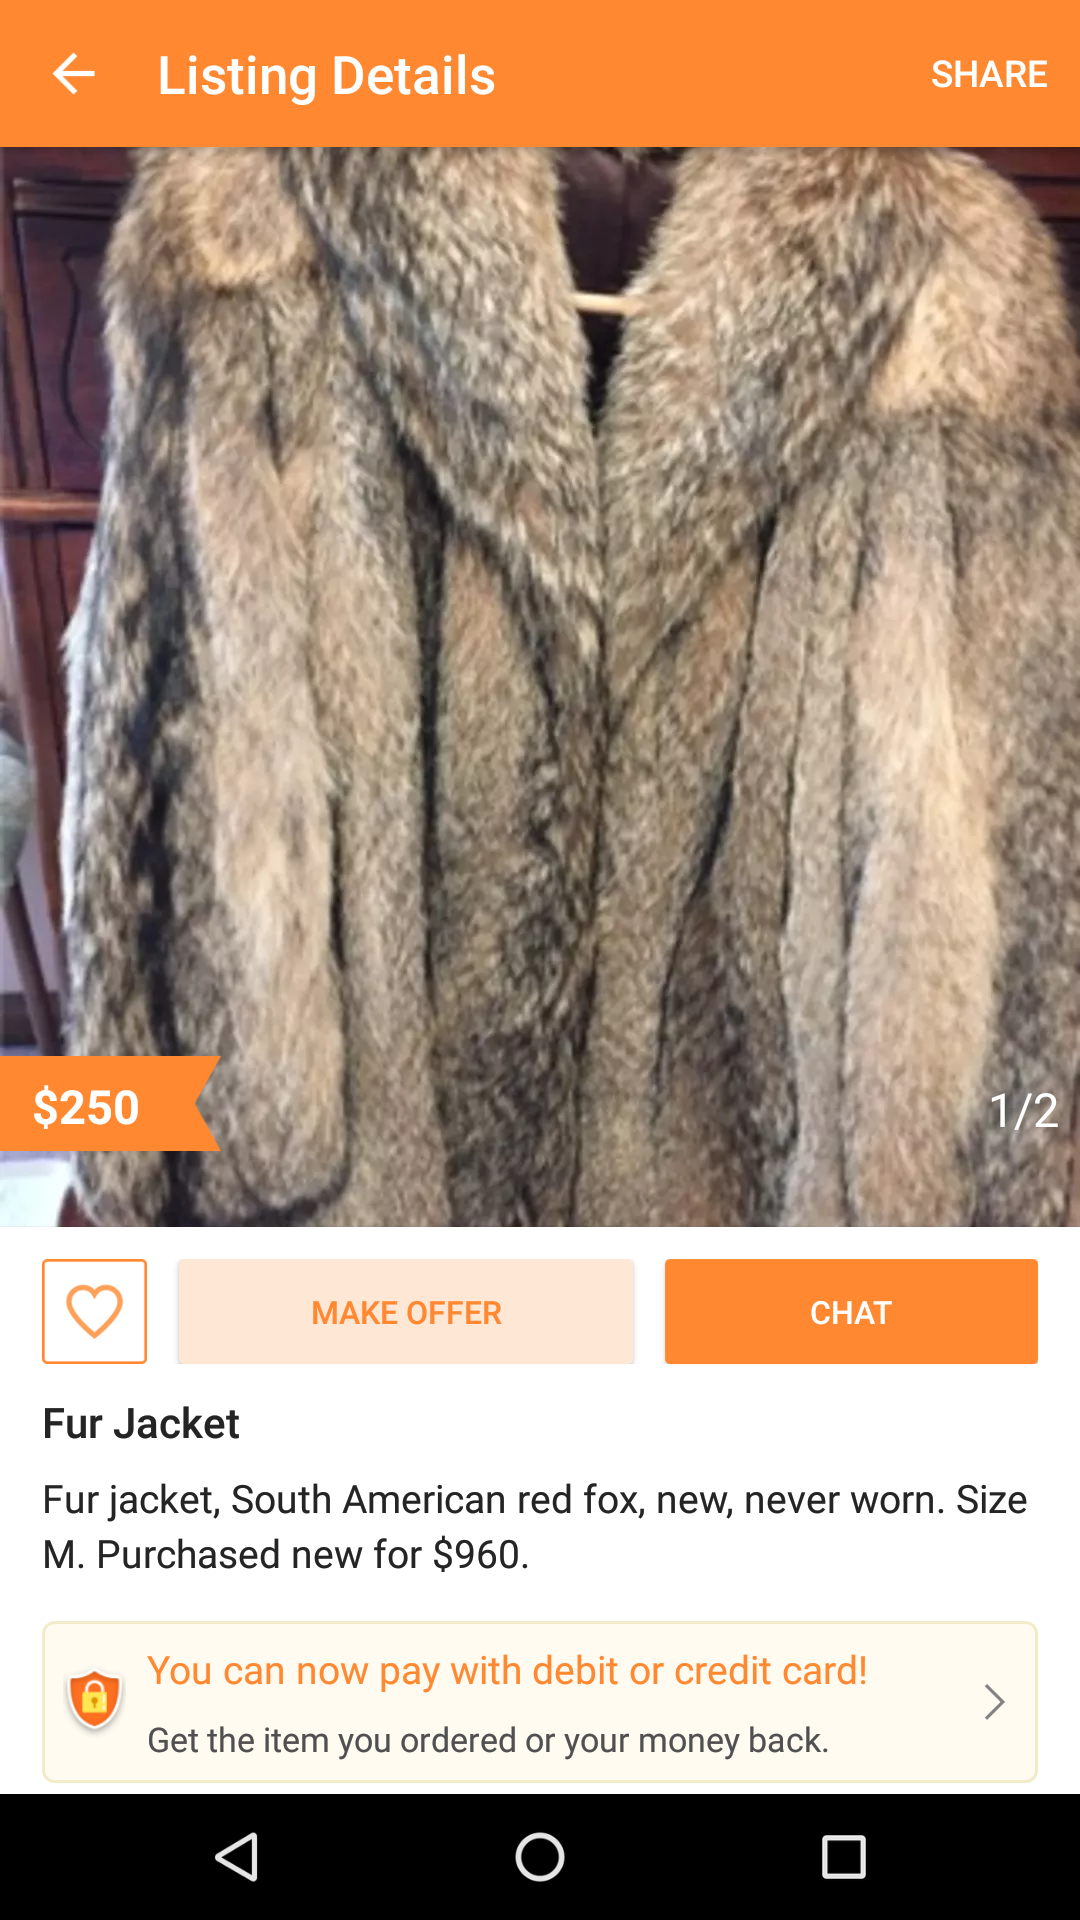 Listing Details
SHARE
$250
1/2
MAKE OFFER
CHAT
Fur Jacket
Fur jacket, South American red fox, new, never worn. Size
M. Purchased new for $960.
You can now pay with debit or credit card!
Get the item you ordered or your money back.